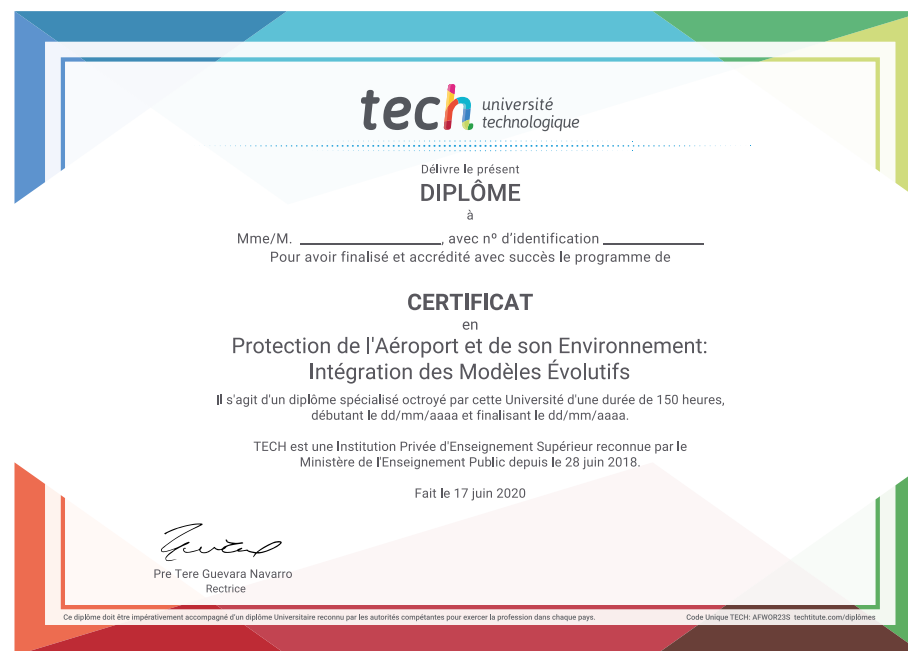 tech université
technologique
Délivre le présent
DIPLÔME
à
Mme/M. ____________________, avec nº d'identification ______________
Pour avoir finalisé et accrédité avec succès le programme de
CERTIFICAT
en
Protection de l'Aéroport et de son Environnement:
Intégration des Modèles Évolutifs
Il s'agit d'un diplôme spécialisé octroyé par cette Université d'une durée de 150 heures,
débutant le dd/mm/aaaa et finalisant le dd/mm/aaaa.
TECH est une Institution Privée d'Enseignement Supérieur reconnue par le
Ministère de l'Enseignement Public depuis le 28 juin 2018.
Fait le 17 juin 2020
Pre Tere Guevara Navarro
Rectrice
Ce diplôme doit être impérativement accompagné d'un diplôme Universitaire reconnu par les autorités compétantes pour exercer la profession dans chaque pays. Code Unique TECH: AFWOR23S techtitute.com/diplômes